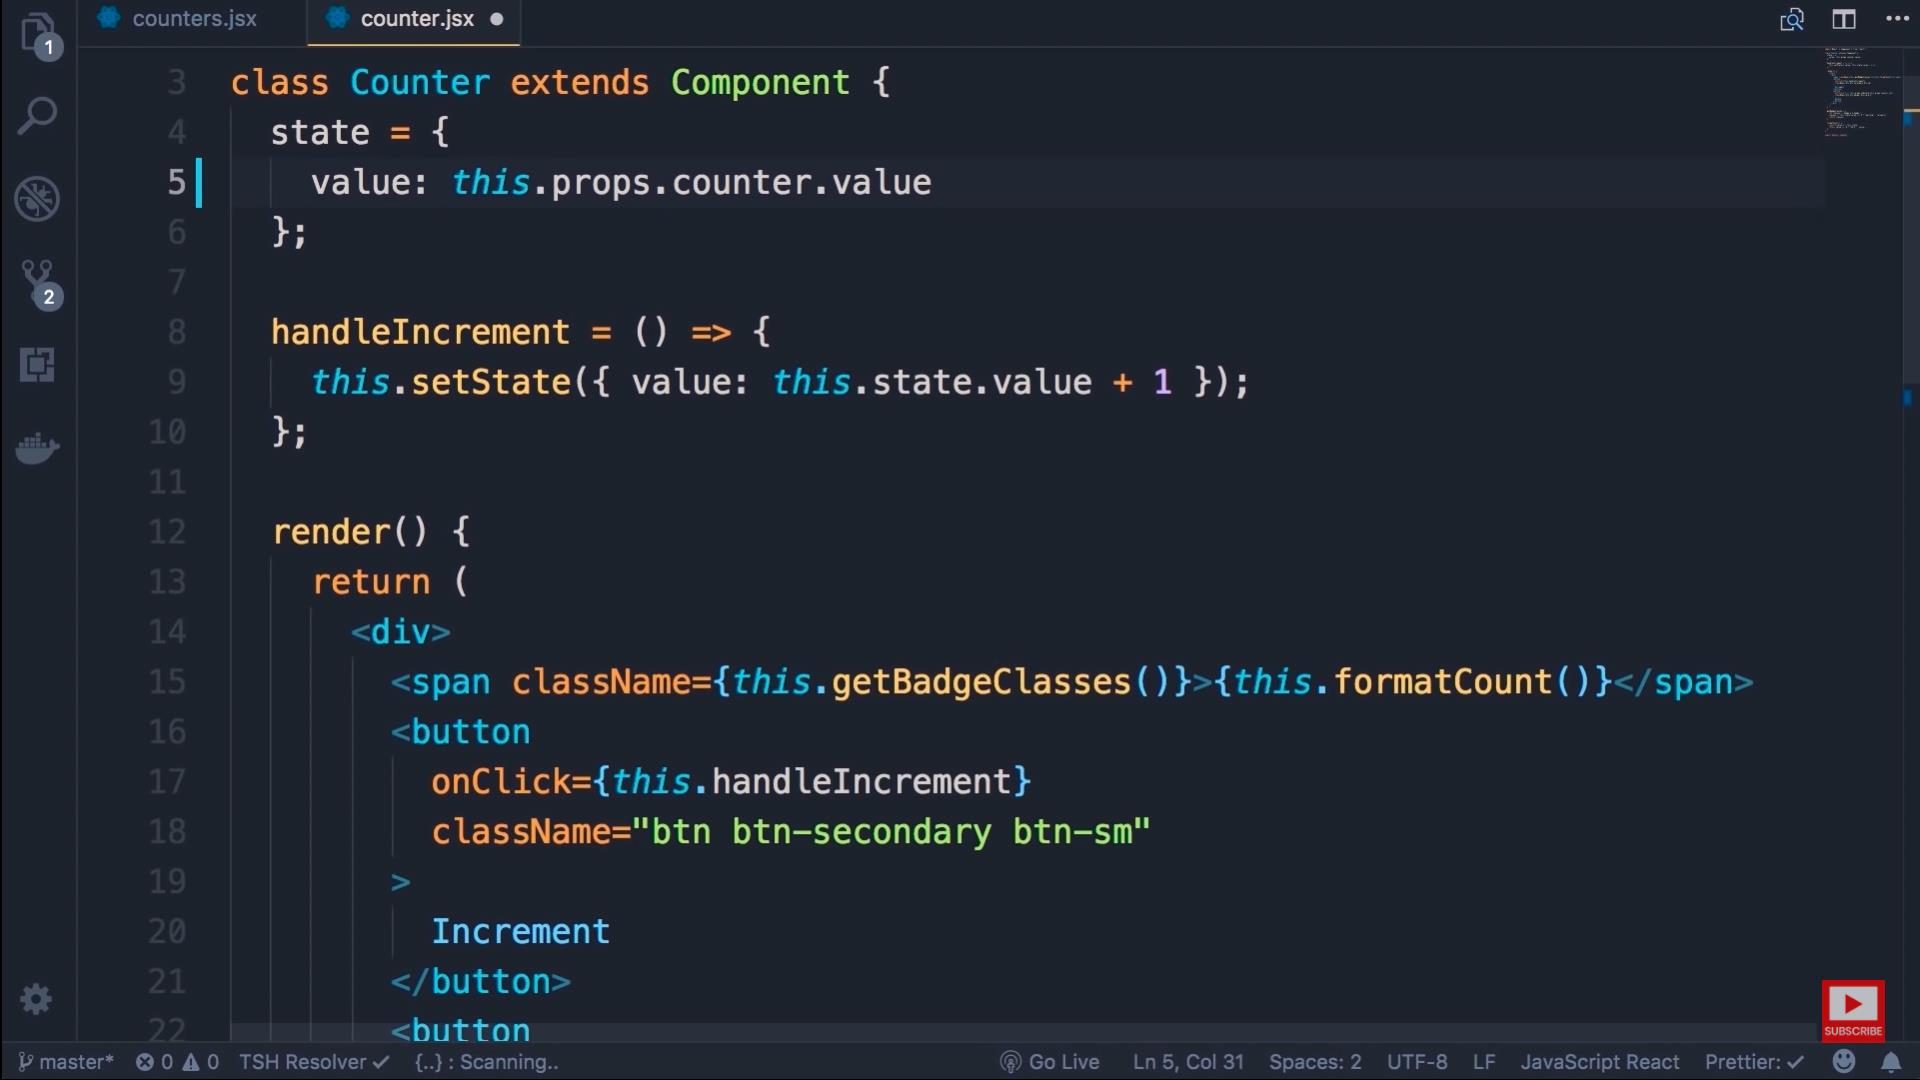 counters.jsx
counter.jsx
1
3 class Counter extends Component {
4 state = {
5 value: this.props.counter.value
6 };
7
8 handleIncrement = () => {
9 this.setState({ value: this.state.value + 1 });
10 };
11
12 render() {
13 return (
14 <div>
15 <span className={this.getBadgeClasses()}>{this.formatCount()}</span>
16 <button
17 onClick={this.handleIncrement}
18 className="btn btn-secondary btn-sm"
19 >
20 Increment
21 </button>
22 <button
2
SUBSCRIBE
master* 0 0 TSH Resolver ✓ {..} : Scanning.. Go Live Ln 5, Col 31 Spaces: 2 UTF-8 LF JavaScript React Prettier: ✓